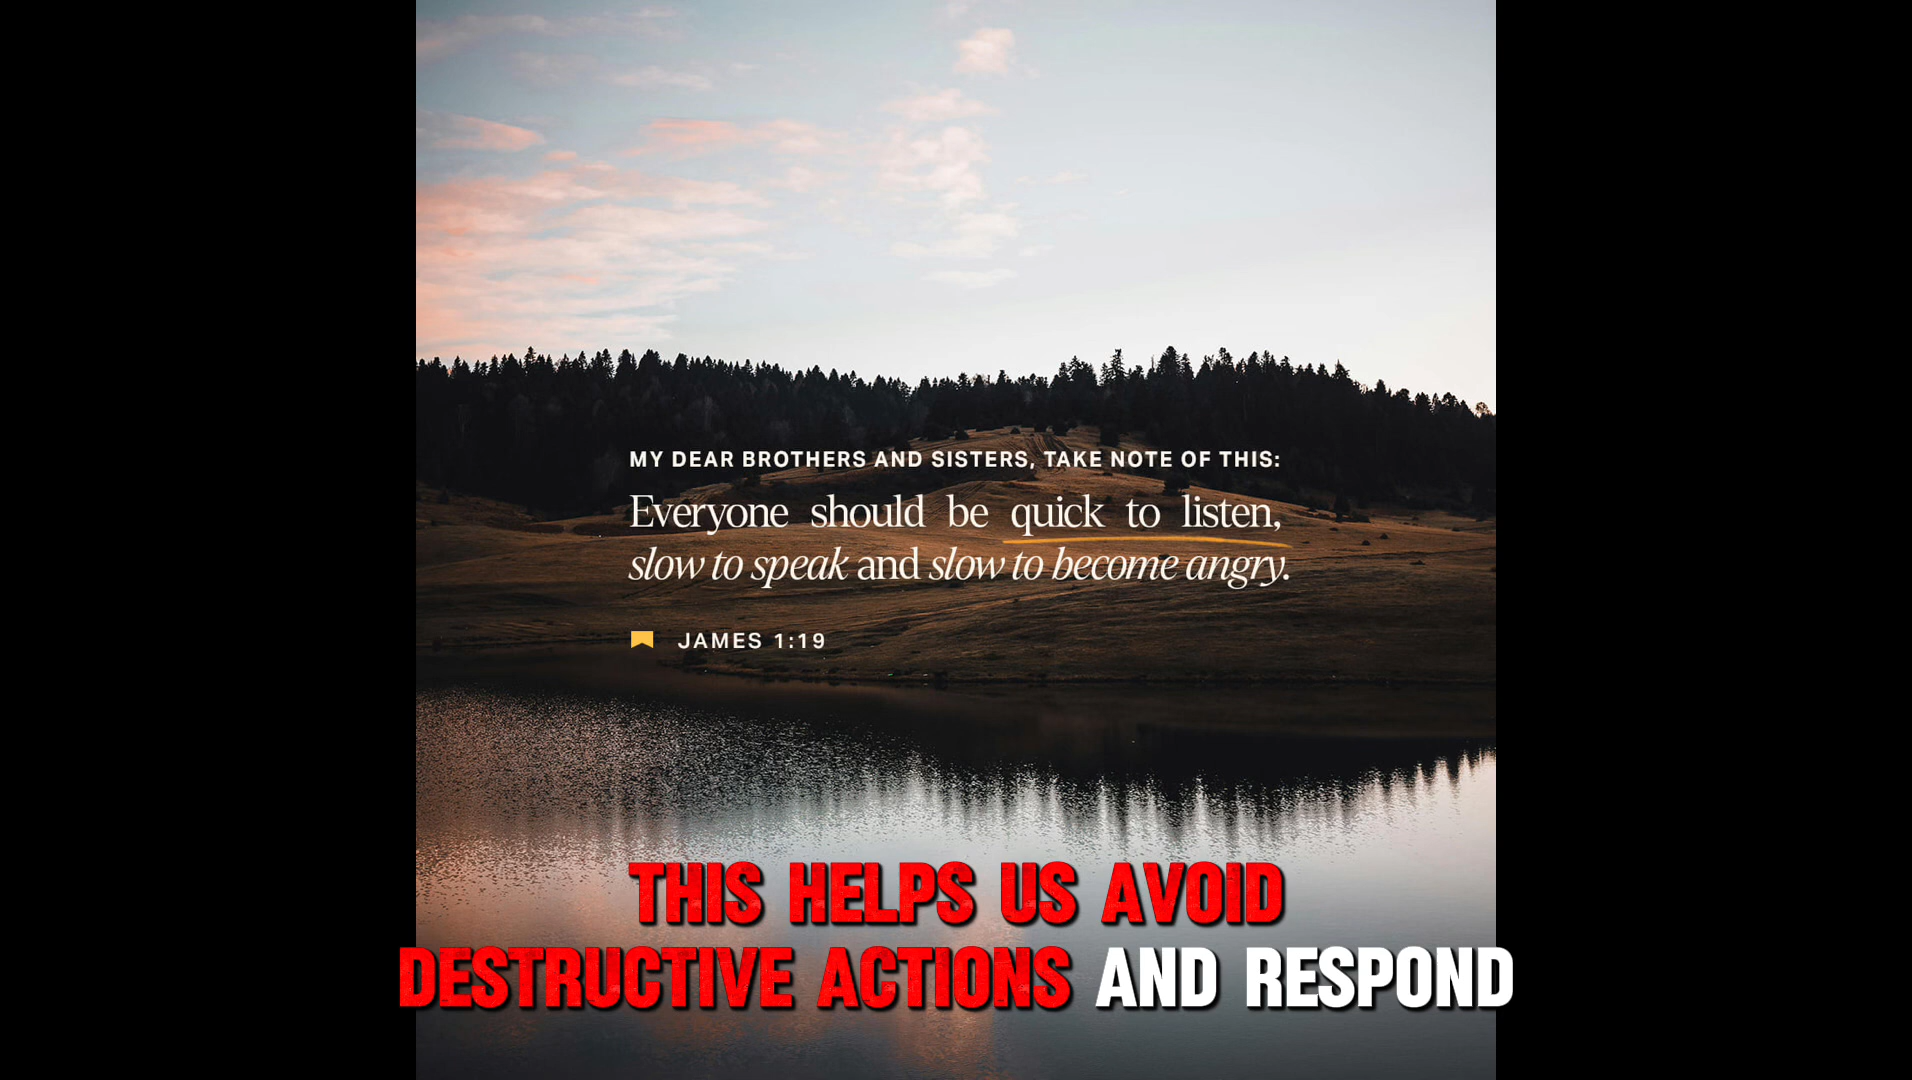 MY DEAR BROTHERS AND SISTERS, TAKE NOTE OF THIS:
Everyone should be quick to listen,
slow to speak and slow to become angry.
JAMES 1:19
THIS HELPS US AVOID
DESTRUCTIVE ACTIONS AND RESPOND